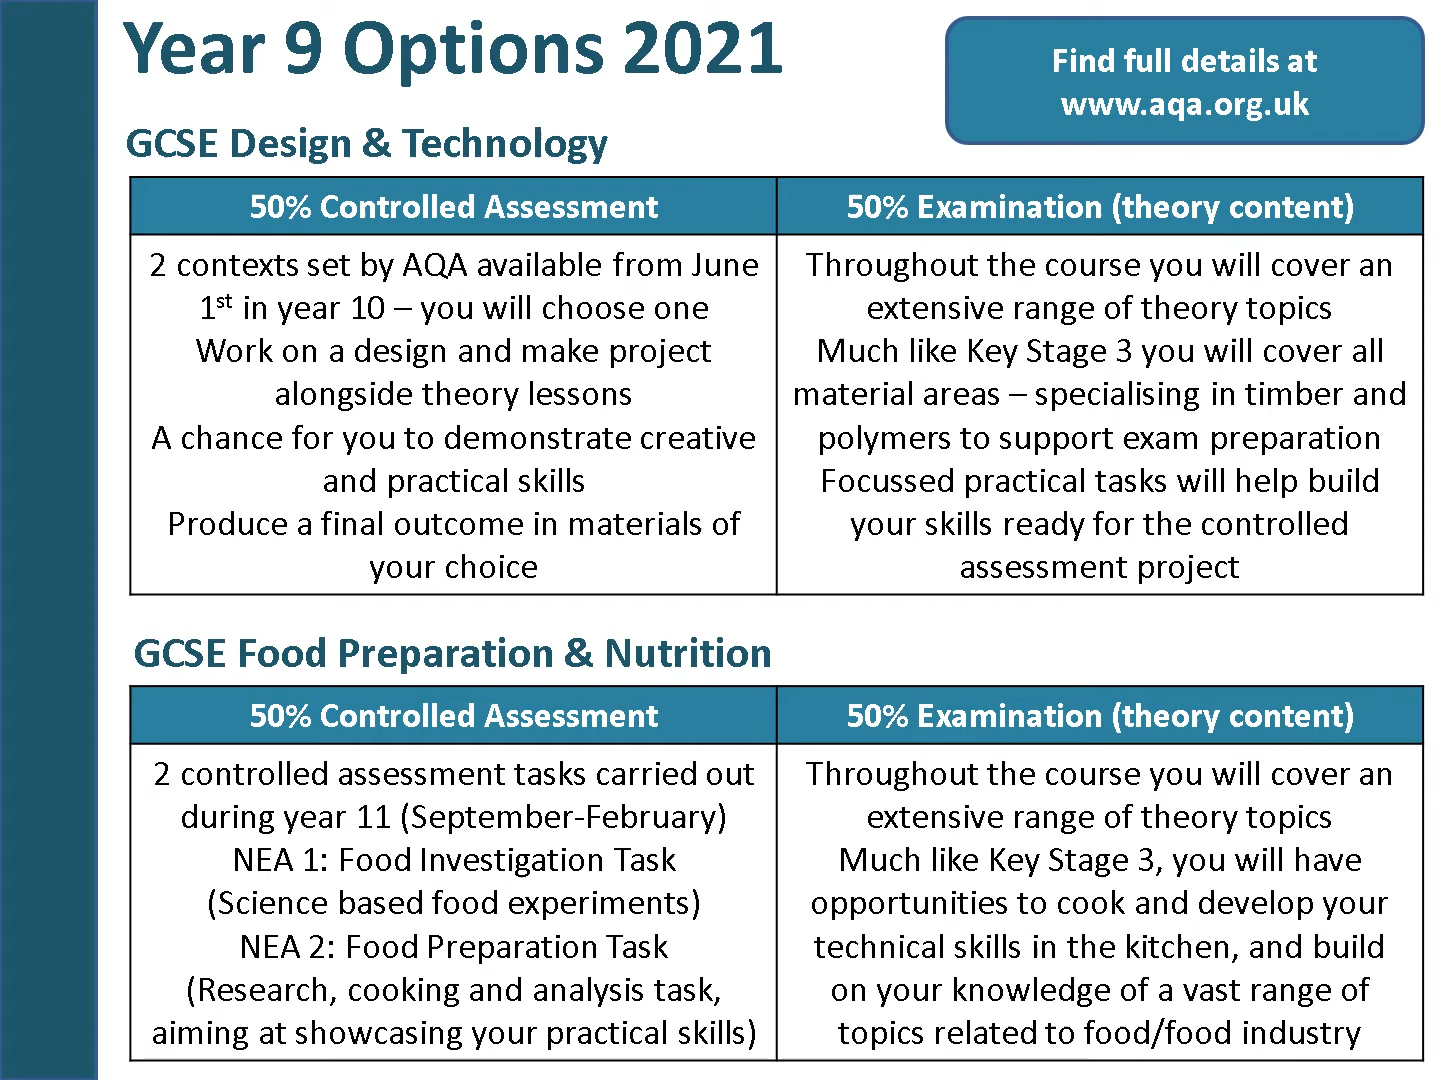 Year 9 Options 2021
Find full details at
www.aqa.org.uk
GCSE Design & Technology
50% Controlled Assessment
50% Examination (theory content)
2 contexts set by AQA available from June
1st in year 10 – you will choose one
Work on a design and make project
alongside theory lessons
A chance for you to demonstrate creative
and practical skills
Produce a final outcome in materials of
your choice
Throughout the course you will cover an
extensive range of theory topics
Much like Key Stage 3 you will cover all
material areas – specialising in timber and
polymers to support exam preparation
Focussed practical tasks will help build
your skills ready for the controlled
assessment project
GCSE Food Preparation & Nutrition
50% Controlled Assessment
50% Examination (theory content)
2 controlled assessment tasks carried out
during year 11 (September-February)
NEA 1: Food Investigation Task
(Science based food experiments)
NEA 2: Food Preparation Task
(Research, cooking and analysis task,
aiming at showcasing your practical skills)
Throughout the course you will cover an
extensive range of theory topics
Much like Key Stage 3, you will have
opportunities to cook and develop your
technical skills in the kitchen, and build
on your knowledge of a vast range of
topics related to food/food industry